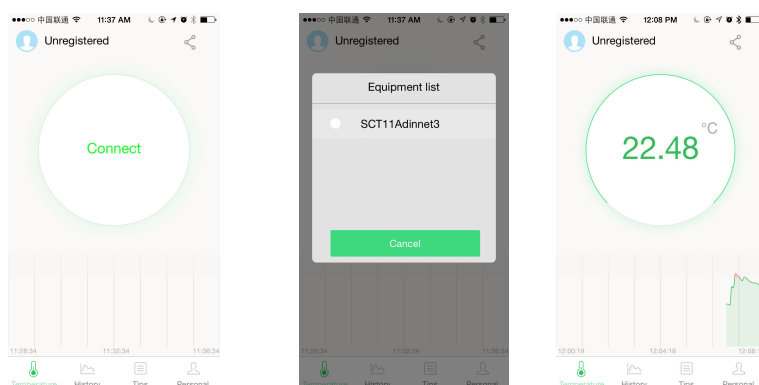 中国联通 11:37 AM
Unregistered
Connect
11:28:34 11:32:34 11:36:34
Temperature History Tips Personal
中国联通 11:37 AM
Unregistered
Equipment list
SCT11Adinnet3
Cancel
11:28:34 11:32:34 11:36:34
Temperature History Tips Personal
中国联通 12:08 PM
Unregistered
22.48 °C
12:00:19 12:04:19 12:08:1
Temperature History Tips Personal